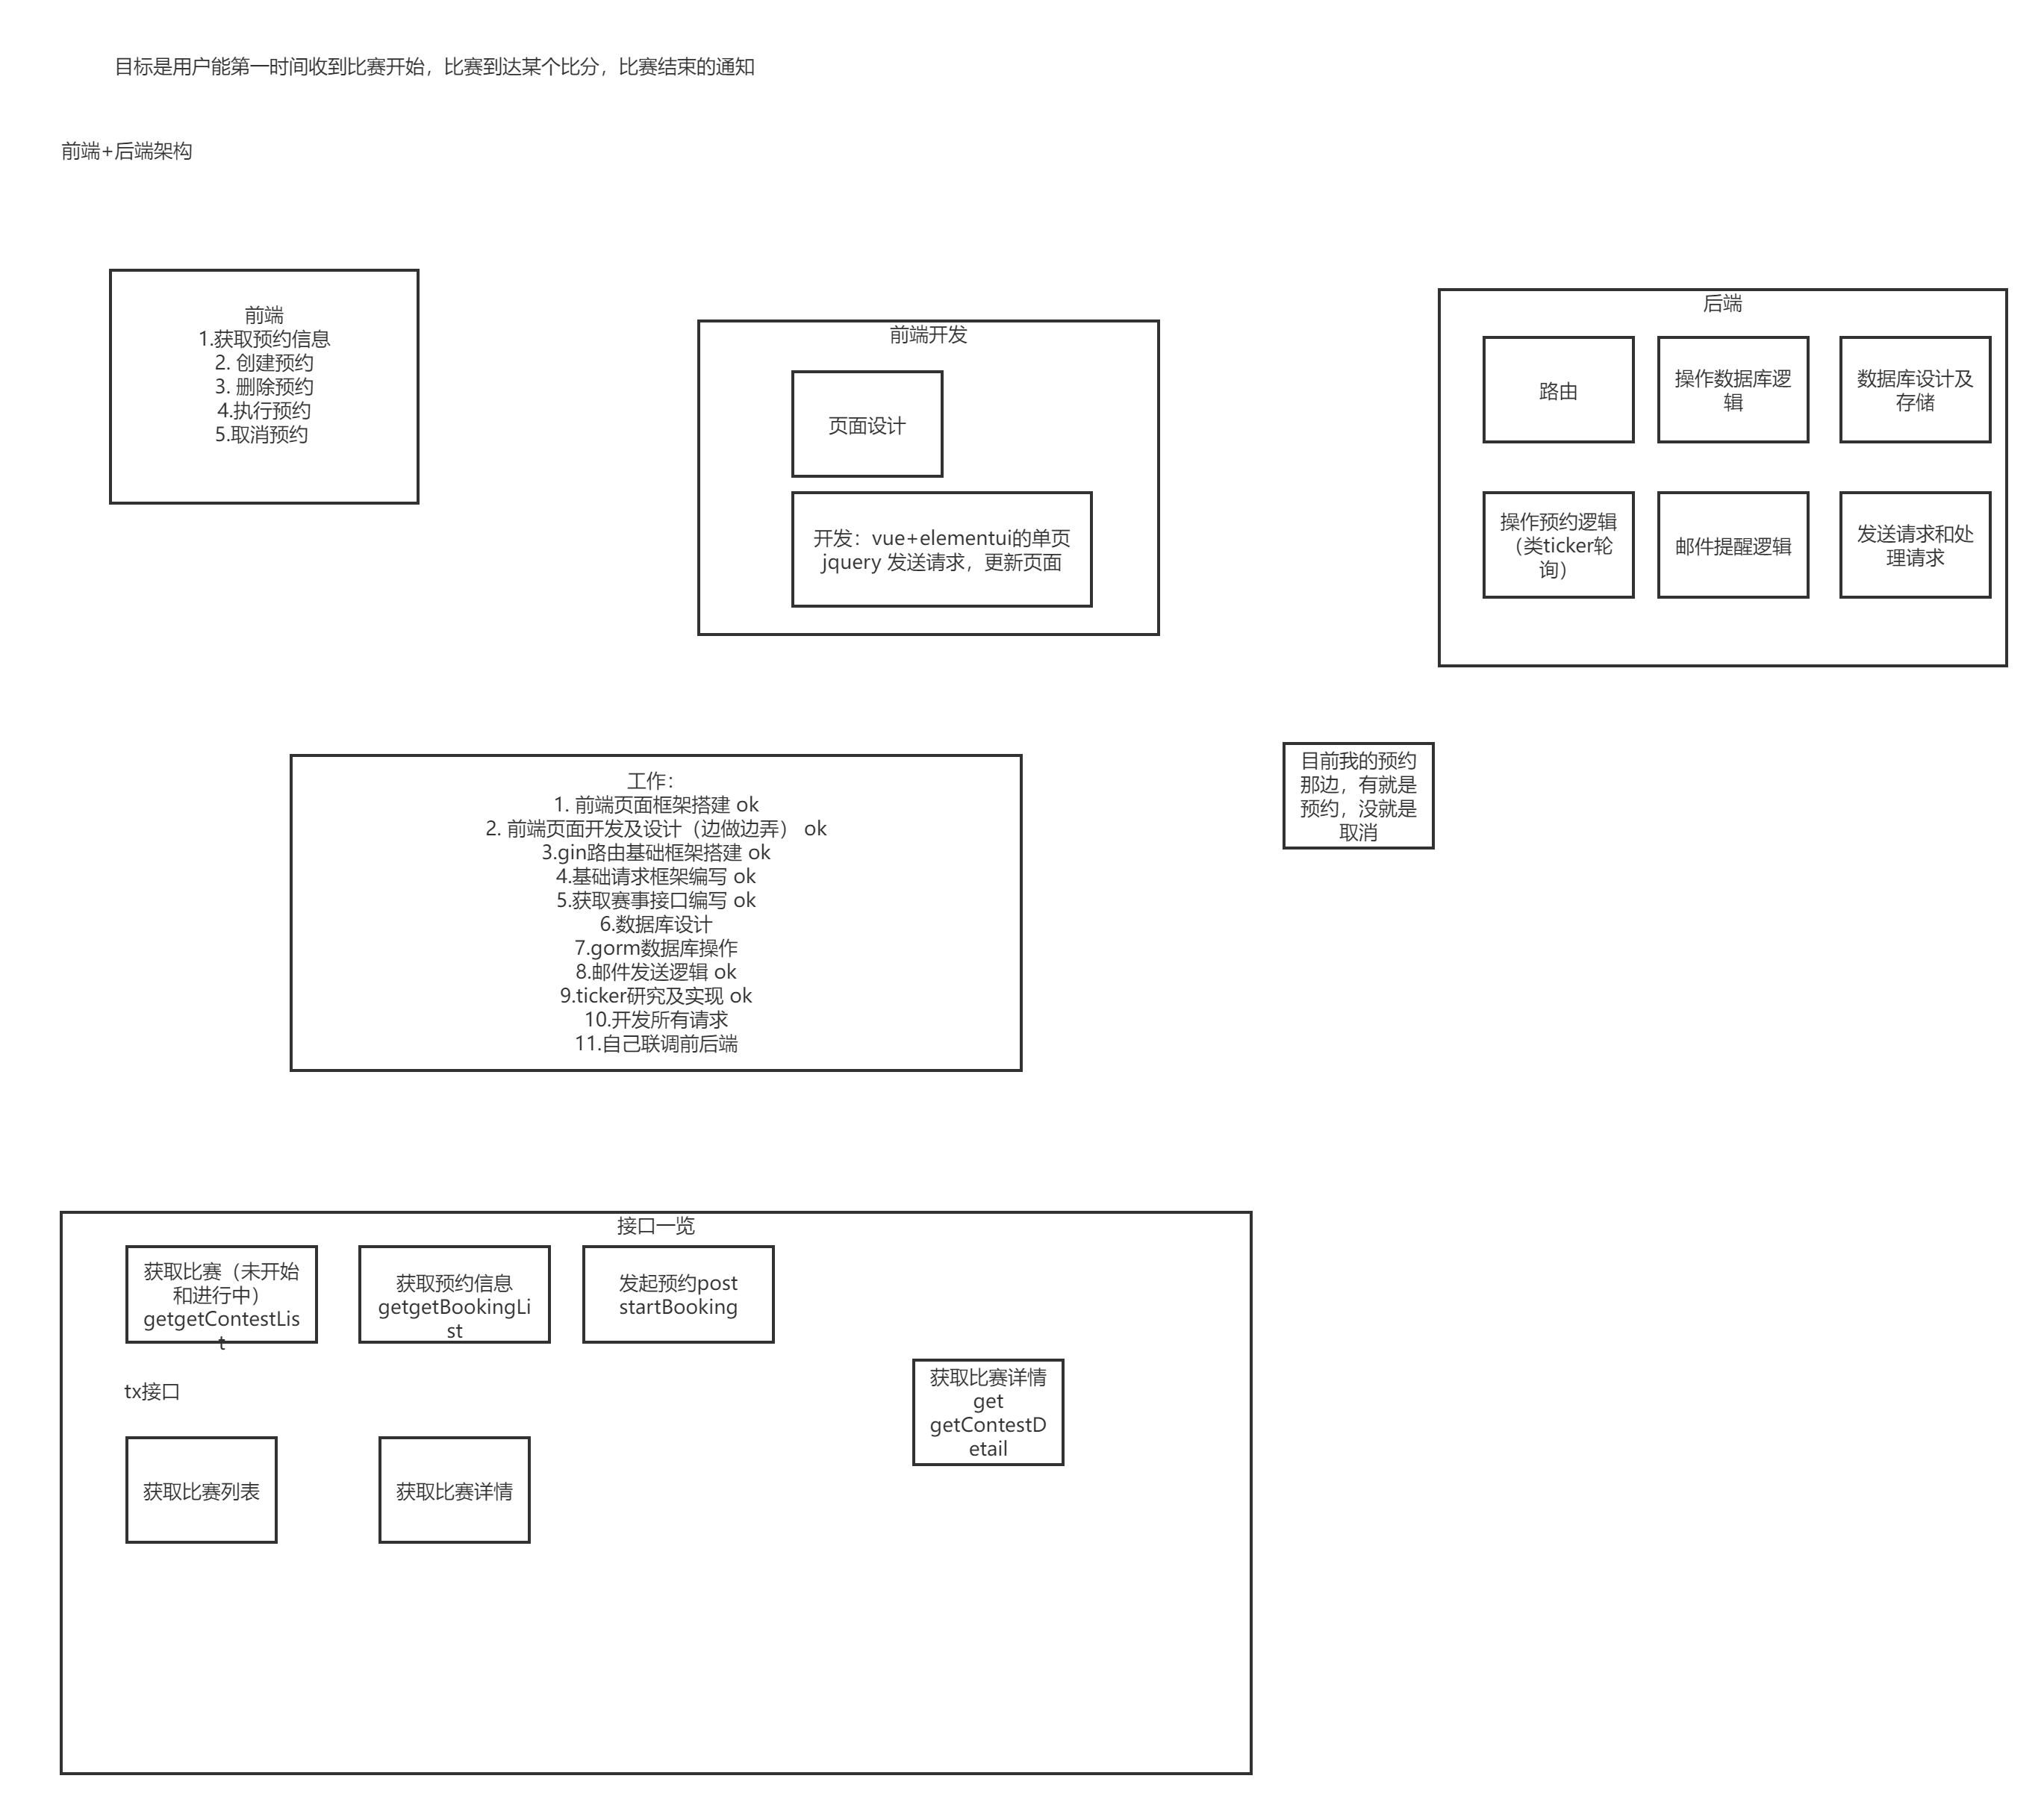 目标是用户能第一时间收到比赛开始，比赛到达某个比分，比赛结束的通知
前端+后端架构
前端
1.获取预约信息
2. 创建预约
3. 删除预约
4.执行预约
5.取消预约
前端开发
页面设计
开发：vue+elementui的单页
jquery 发送请求，更新页面
后端
路由
操作数据库逻
辑
数据库设计及
存储
操作预约逻辑
（类ticker轮
询）
邮件提醒逻辑
发送请求和处
理请求
工作：
1. 前端页面框架搭建 ok
2. 前端页面开发及设计（边做边弄） ok
3.gin路由基础框架搭建 ok
4.基础请求框架编写 ok
5.获取赛事接口编写 ok
6.数据库设计
7.gorm数据库操作
8.邮件发送逻辑 ok
9.ticker研究及实现 ok
10.开发所有请求
11.自己联调前后端
目前我的预约
那边，有就是
预约，没就是
取消
接口一览
获取比赛（未开始
和进行中）
getgetContestLis
t
获取预约信息
getgetBookingLi
st
发起预约post
startBooking
获取比赛详情
get
getContestD
etail
tx接口
获取比赛列表
获取比赛详情